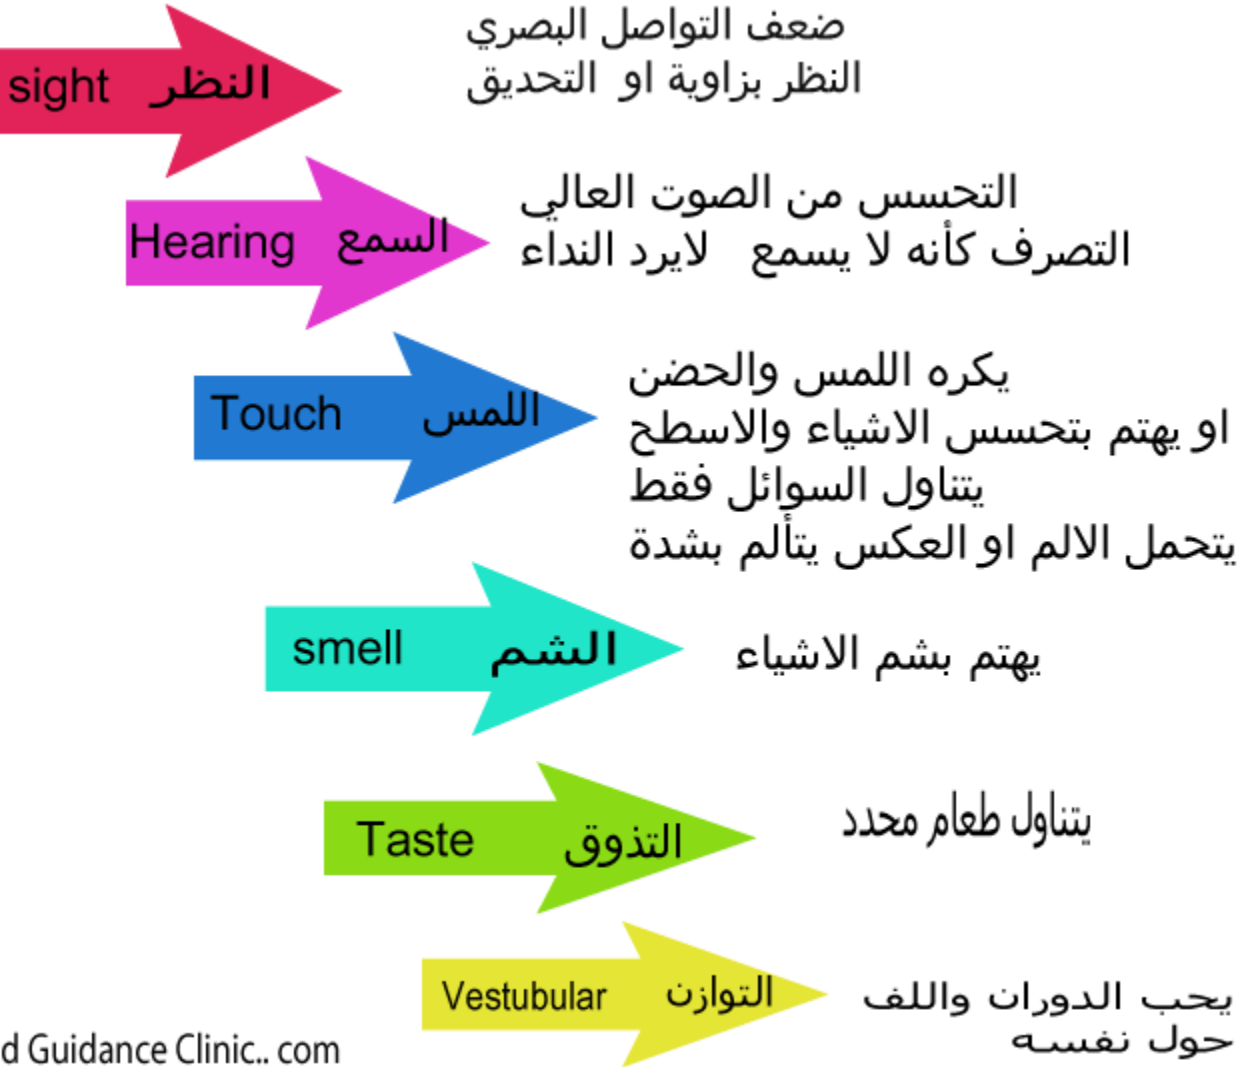 sight النظر
ضعف التواصل البصري
النظر بزاوية او التحديق
Hearing السمع
التحسس من الصوت العالي
التصرف كأنه لا يسمع لايرد النداء
Touch اللمس
يكره اللمس والحضن
او يهتم بتحسس الاشياء والاسطح
يتناول السوائل فقط
يتحمل الالم او العكس يتألم بشدة
smell الشم
يهتم بشم الاشياء
Taste التذوق
يتناول طعام محدد
Vestubular التوازن
يحب الدوران واللف
حول نفسه
d Guidance Clinic.. com